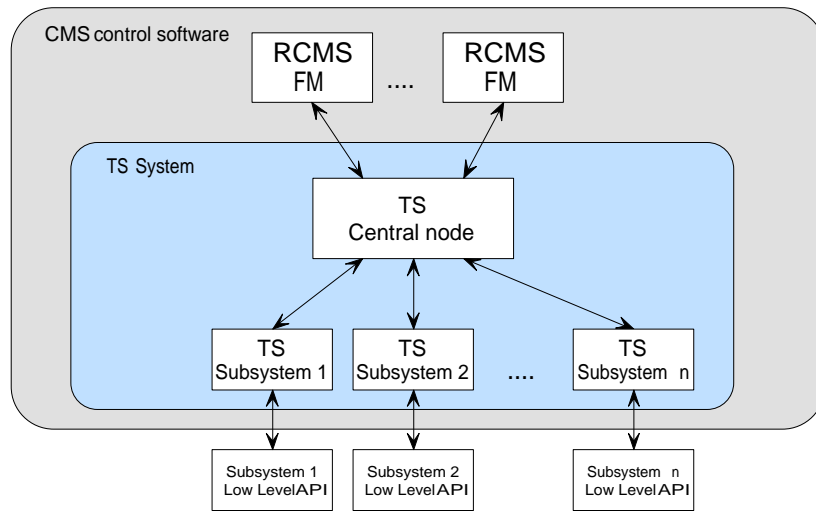 CMS control software
RCMS
FM
....
RCMS
FM
TS System
TS
Central node
TS
Subsystem 1
TS
Subsystem 2
....
TS
Subsystem n
Subsystem 1
Low Level API
Subsystem 2
Low Level API
Subsystem n
Low Level API